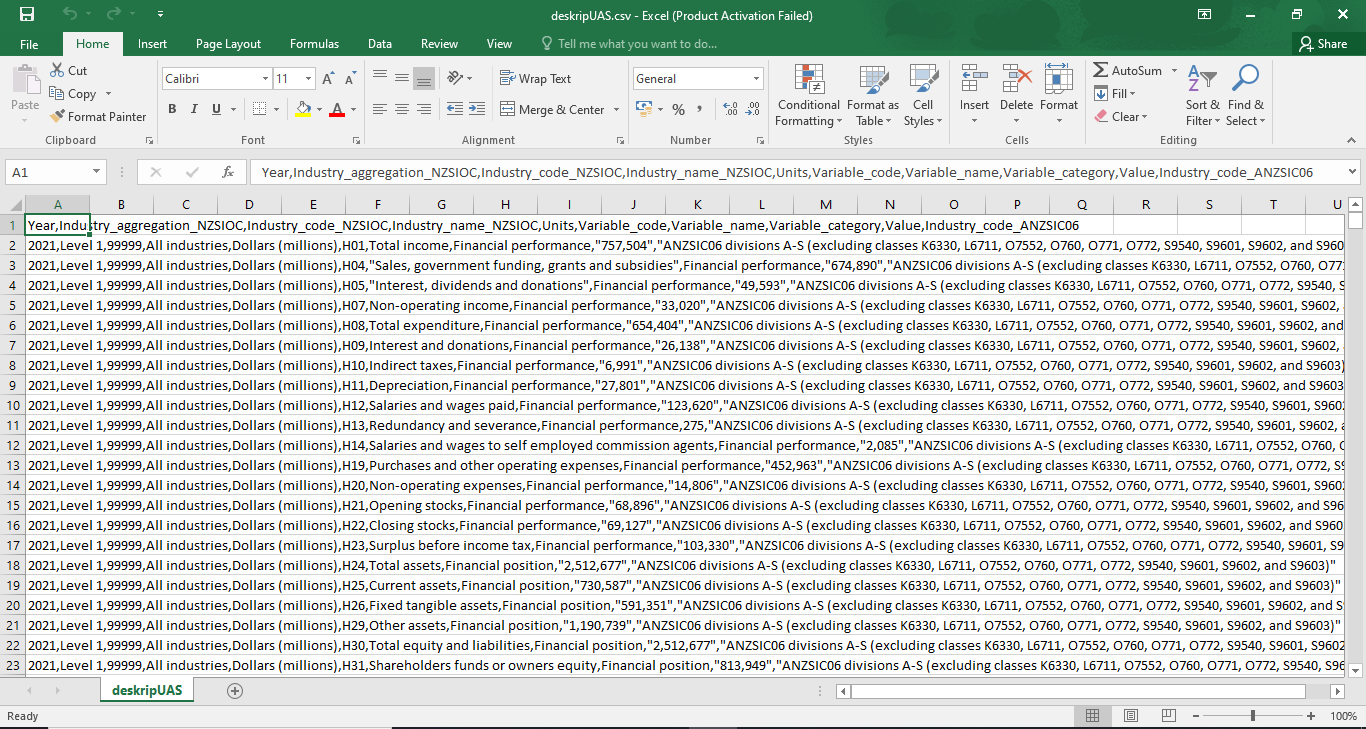 deskripUAS.csv - Excel (Product Activation Failed)
File Home Insert Page Layout Formulas Data Review View Tell me what you want to do... Share
Paste Cut Copy Format Painter
Calibri 11
B I U
Wrap Text
Merge & Center
General
%
Conditional Formatting Format as Table Cell Styles
Insert Delete Format
AutoSum Fill Clear
Sort & Filter Find & Select
Clipboard Font Alignment Number Styles Cells Editing
A1 fx Year,Industry_aggregation_NZSIOC,Industry_code_NZSIOC,Industry_name_NZSIOC,Units,Variable_code,Variable_name,Variable_category,Value,Industry_code_ANZSIC06
A B C D E F G H I J K L M N O P Q R S T U
1 Year,Industry_aggregation_NZSIOC,Industry_code_NZSIOC,Industry_name_NZSIOC,Units,Variable_code,Variable_name,Variable_category,Value,Industry_code_ANZSIC06
2 2021,Level 1,99999,All industries,Dollars (millions),H01,Total income,Financial performance,"757,504","ANZSIC06 divisions A-S (excluding classes K6330, L6711, O7552, O760, O771, O772, S9540, S9601, S9602, and S960
3 2021,Level 1,99999,All industries,Dollars (millions),H04,"Sales, government funding, grants and subsidies",Financial performance,"674,890","ANZSIC06 divisions A-S (excluding classes K6330, L6711, O7552, O760, O77
4 2021,Level 1,99999,All industries,Dollars (millions),H05,"Interest, dividends and donations",Financial performance,"49,593","ANZSIC06 divisions A-S (excluding classes K6330, L6711, O7552, O760, O771, O772, S9540, S
5 2021,Level 1,99999,All industries,Dollars (millions),H07,Non-operating income,Financial performance,"33,020","ANZSIC06 divisions A-S (excluding classes K6330, L6711, O7552, O760, O771, O772, S9540, S9601, S9602,
6 2021,Level 1,99999,All industries,Dollars (millions),H08,Total expenditure,Financial performance,"654,404","ANZSIC06 divisions A-S (excluding classes K6330, L6711, O7552, O760, O771, O772, S9540, S9601, S9602, and
7 2021,Level 1,99999,All industries,Dollars (millions),H09,Interest and donations,Financial performance,"26,138","ANZSIC06 divisions A-S (excluding classes K6330, L6711, O7552, O760, O771, O772, S9540, S9601, S9602,
8 2021,Level 1,99999,All industries,Dollars (millions),H10,Indirect taxes,Financial performance,"6,991","ANZSIC06 divisions A-S (excluding classes K6330, L6711, O7552, O760, O771, O772, S9540, S9601, S9602, and S9603)
9 2021,Level 1,99999,All industries,Dollars (millions),H11,Depreciation,Financial performance,"27,801","ANZSIC06 divisions A-S (excluding classes K6330, L6711, O7552, O760, O771, O772, S9540, S9601, S9602, and S9603
10 2021,Level 1,99999,All industries,Dollars (millions),H12,Salaries and wages paid,Financial performance,"123,620","ANZSIC06 divisions A-S (excluding classes K6330, L6711, O7552, O760, O771, O772, S9540, S9601, S960
11 2021,Level 1,99999,All industries,Dollars (millions),H13,Redundancy and severance,Financial performance,275,"ANZSIC06 divisions A-S (excluding classes K6330, L6711, O7552, O760, O771, O772, S9540, S9601, S9602,
12 2021,Level 1,99999,All industries,Dollars (millions),H14,Salaries and wages to self employed commission agents,Financial performance,"2,085","ANZSIC06 divisions A-S (excluding classes K6330, L6711, O7552, O760,
13 2021,Level 1,99999,All industries,Dollars (millions),H19,Purchases and other operating expenses,Financial performance,"452,963","ANZSIC06 divisions A-S (excluding classes K6330, L6711, O7552, O760, O771, O772, S9
14 2021,Level 1,99999,All industries,Dollars (millions),H20,Non-operating expenses,Financial performance,"14,806","ANZSIC06 divisions A-S (excluding classes K6330, L6711, O7552, O760, O771, O772, S9540, S9601, S9602,
15 2021,Level 1,99999,All industries,Dollars (millions),H21,Opening stocks,Financial performance,"68,896","ANZSIC06 divisions A-S (excluding classes K6330, L6711, O7552, O760, O771, O772, S9540, S9601, S9602, and S96
16 2021,Level 1,99999,All industries,Dollars (millions),H22,Closing stocks,Financial performance,"69,127","ANZSIC06 divisions A-S (excluding classes K6330, L6711, O7552, O760, O771, O772, S9540, S9601, S9602, and S960
17 2021,Level 1,99999,All industries,Dollars (millions),H23,Surplus before income tax,Financial performance,"103,330","ANZSIC06 divisions A-S (excluding classes K6330, L6711, O7552, O760, O771, O772, S9540, S9601, S9
18 2021,Level 1,99999,All industries,Dollars (millions),H24,Total assets,Financial position,"2,512,677","ANZSIC06 divisions A-S (excluding classes K6330, L6711, O7552, O760, O771, O772, S9540, S9601, S9602, and S9603)"
19 2021,Level 1,99999,All industries,Dollars (millions),H25,Current assets,Financial position,"730,587","ANZSIC06 divisions A-S (excluding classes K6330, L6711, O7552, O760, O771, O772, S9540, S9601, S9602, and S9603)"
20 2021,Level 1,99999,All industries,Dollars (millions),H26,Fixed tangible assets,Financial position,"591,351","ANZSIC06 divisions A-S (excluding classes K6330, L6711, O7552, O760, O771, O772, S9540, S9601, S9602, and S
21 2021,Level 1,99999,All industries,Dollars (millions),H29,Other assets,Financial position,"1,190,739","ANZSIC06 divisions A-S (excluding classes K6330, L6711, O7552, O760, O771, O772, S9540, S9601, S9602, and S9603)"
22 2021,Level 1,99999,All industries,Dollars (millions),H30,Total equity and liabilities,Financial position,"2,512,677","ANZSIC06 divisions A-S (excluding classes K6330, L6711, O7552, O760, O771, O772, S9540, S9601, S960
23 2021,Level 1,99999,All industries,Dollars (millions),H31,Shareholders funds or owners equity,Financial position,"813,949","ANZSIC06 divisions A-S (excluding classes K6330, L6711, O7552, O760, O771, O772, S9540, S96
deskripUAS
Ready 100%